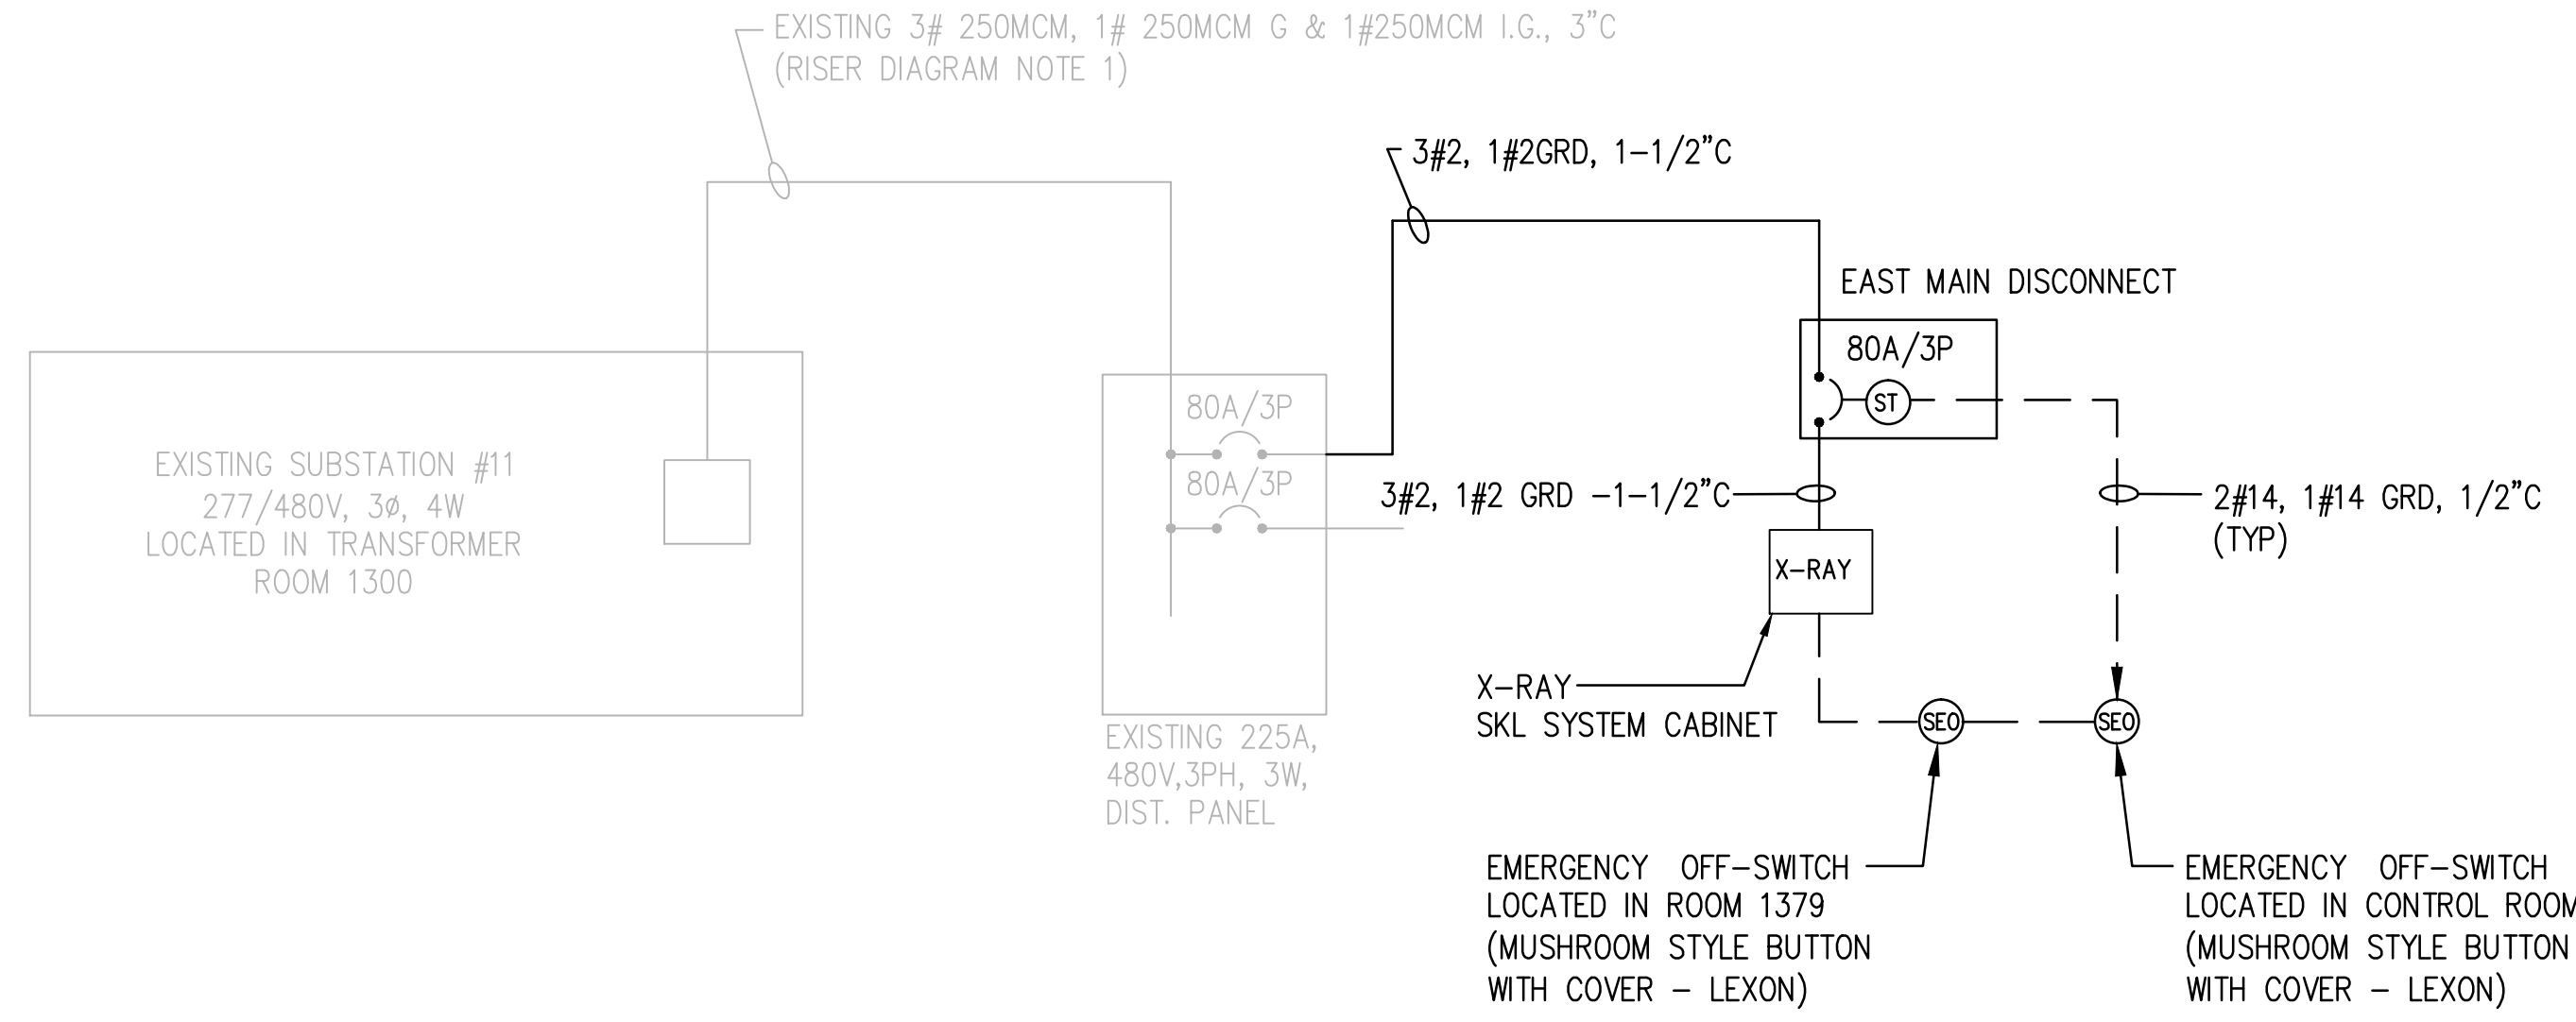 EXISTING 3# 250MCM, 1# 250MCM G & 1#250MCM I.G., 3"C
(RISER DIAGRAM NOTE 1)
3#2, 1#2GRD, 1-1/2"C
EAST MAIN DISCONNECT
80A/3P
ST
80A/3P
80A/3P
EXISTING SUBSTATION #11
277/480V, 3ø, 4W
LOCATED IN TRANSFORMER
ROOM 1300
3#2, 1#2 GRD -1-1/2"C
2#14, 1#14 GRD, 1/2"C
(TYP)
X-RAY
X-RAY
SKL SYSTEM CABINET
SEO
SEO
EXISTING 225A,
480V,3PH, 3W,
DIST. PANEL
EMERGENCY OFF-SWITCH
LOCATED IN ROOM 1379
(MUSHROOM STYLE BUTTON
WITH COVER - LEXON)
EMERGENCY OFF-SWITCH
LOCATED IN CONTROL ROOM
(MUSHROOM STYLE BUTTON
WITH COVER - LEXON)